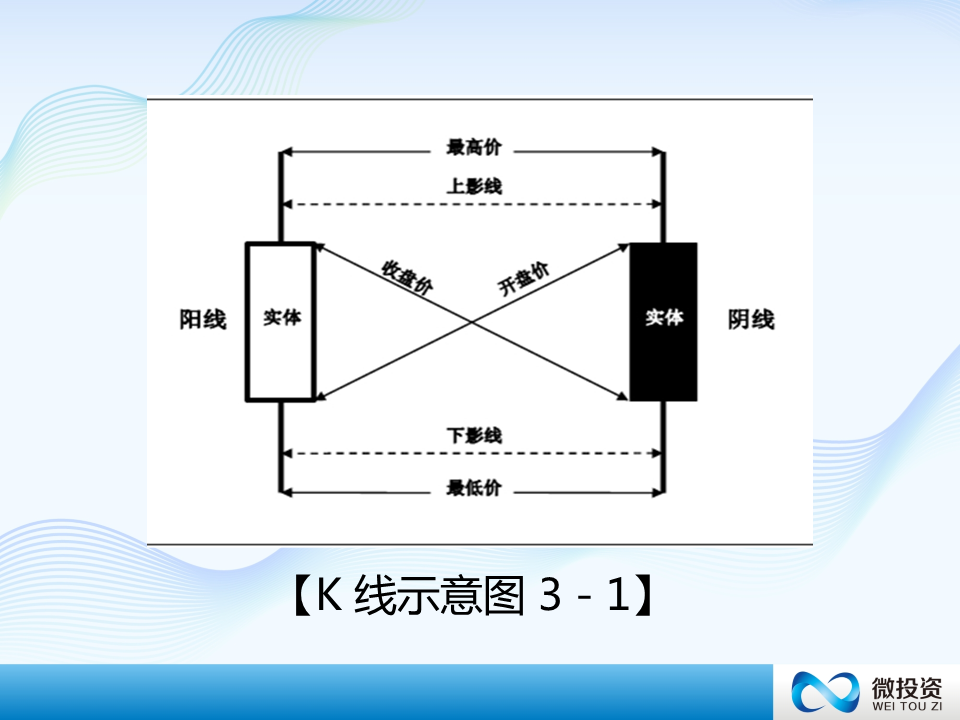 最高价
上影线
收盘价
开盘价
阳线
实体
实体
阴线
下影线
最低价
【K 线示意图 3 - 1】
微投资
WEI TOU ZI